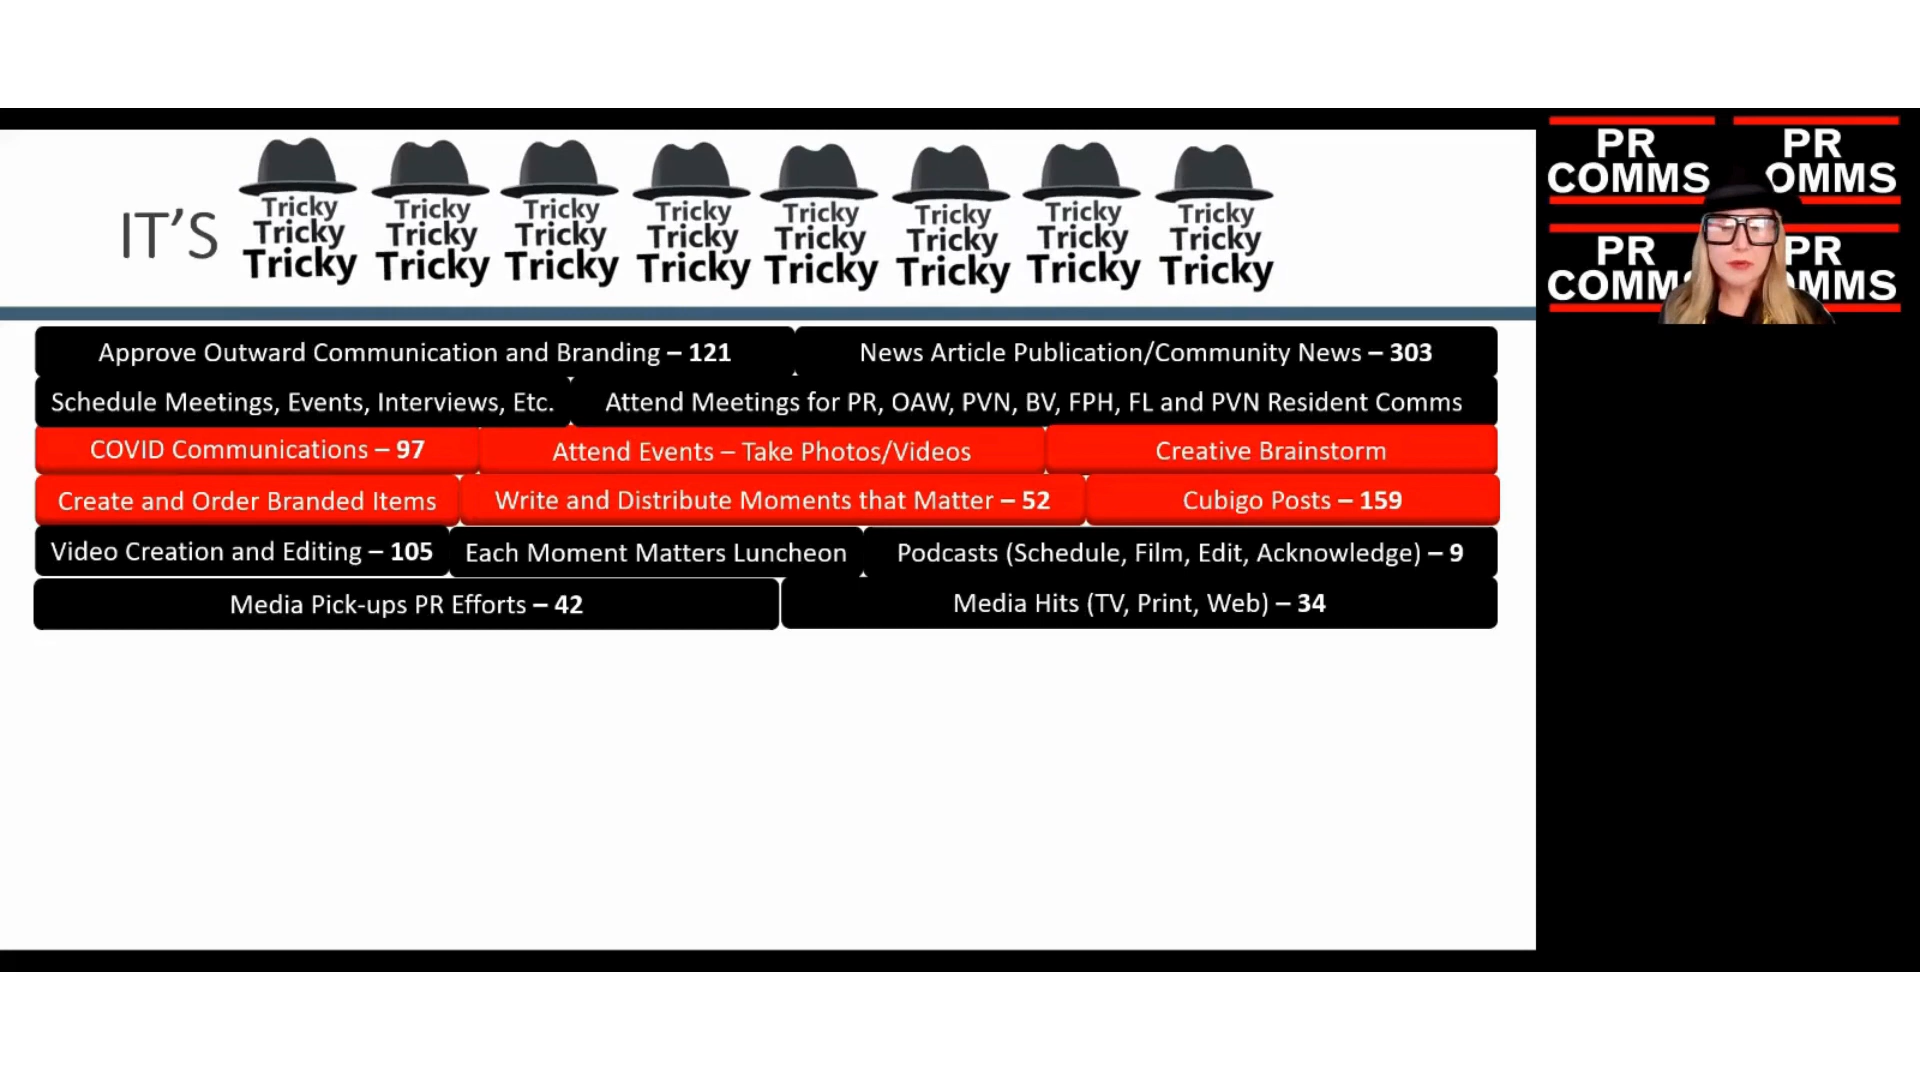 IT'S
Tricky Tricky Tricky Tricky Tricky Tricky Tricky Tricky
Tricky Tricky Tricky Tricky Tricky Tricky Tricky Tricky
Tricky Tricky Tricky Tricky Tricky Tricky Tricky Tricky
Approve Outward Communication and Branding – 121
News Article Publication/Community News – 303
Schedule Meetings, Events, Interviews, Etc.
Attend Meetings for PR, OAW, PVN, BV, FPH, FL and PVN Resident Comms
COVID Communications – 97
Attend Events – Take Photos/Videos
Creative Brainstorm
Create and Order Branded Items
Write and Distribute Moments that Matter – 52
Cubigo Posts – 159
Video Creation and Editing – 105
Each Moment Matters Luncheon
Podcasts (Schedule, Film, Edit, Acknowledge) – 9
Media Pick-ups PR Efforts – 42
Media Hits (TV, Print, Web) – 34
PR
COMMS
PR
OMMS
PR
COMM
PR
MMS